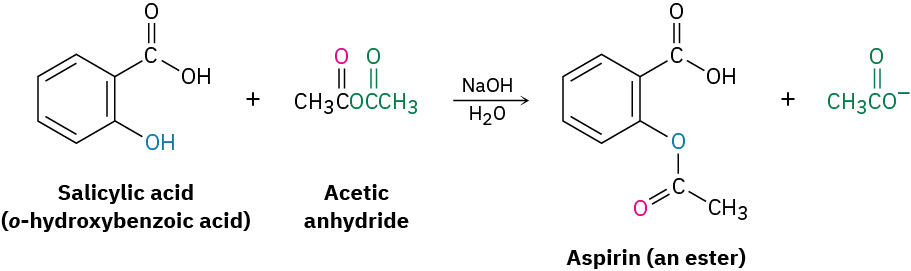 O
C
OH
OH
+
O O
CH₃COCCH₃
NaOH
H₂O
O
C
OH
O
C
O
CH₃
+
O
CH₃CO⁻
Salicylic acid
(o-hydroxybenzoic acid)
Acetic
anhydride
Aspirin (an ester)